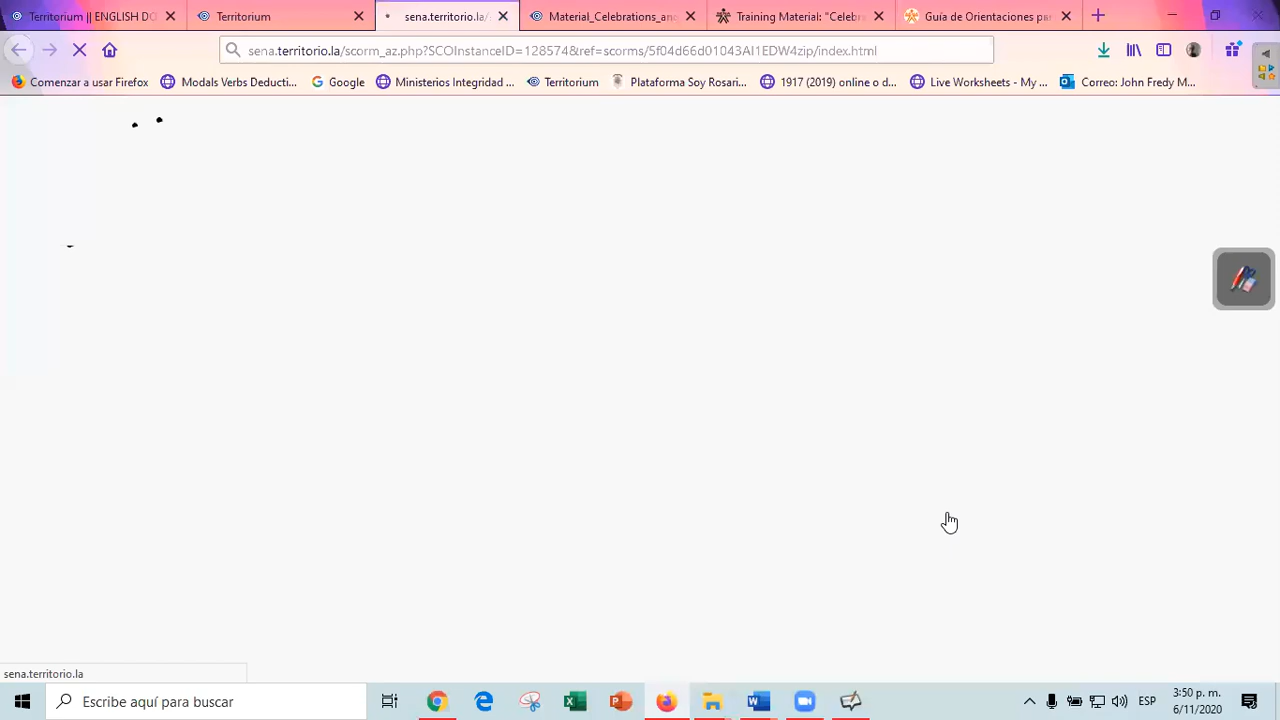 Territorium || ENGLISH DO
Territorium
sena.territorio.la/
Material_Celebrations_an
Training Material: "Celebr
Guía de Orientaciones par
sena.territorio.la/scorm_az.php?SCOInstanceID=128574&ref=scorms/5f04d66d01043AI1EDW4zip/index.html
Comenzar a usar Firefox
Modals Verbs Deducti...
Google
Ministerios Integridad ...
Territorium
Plataforma Soy Rosari...
1917 (2019) online o d...
Live Worksheets - My ...
Correo: John Fredy M...
sena.territorio.la
Escribe aquí para buscar
ESP
3:50 p. m.
6/11/2020